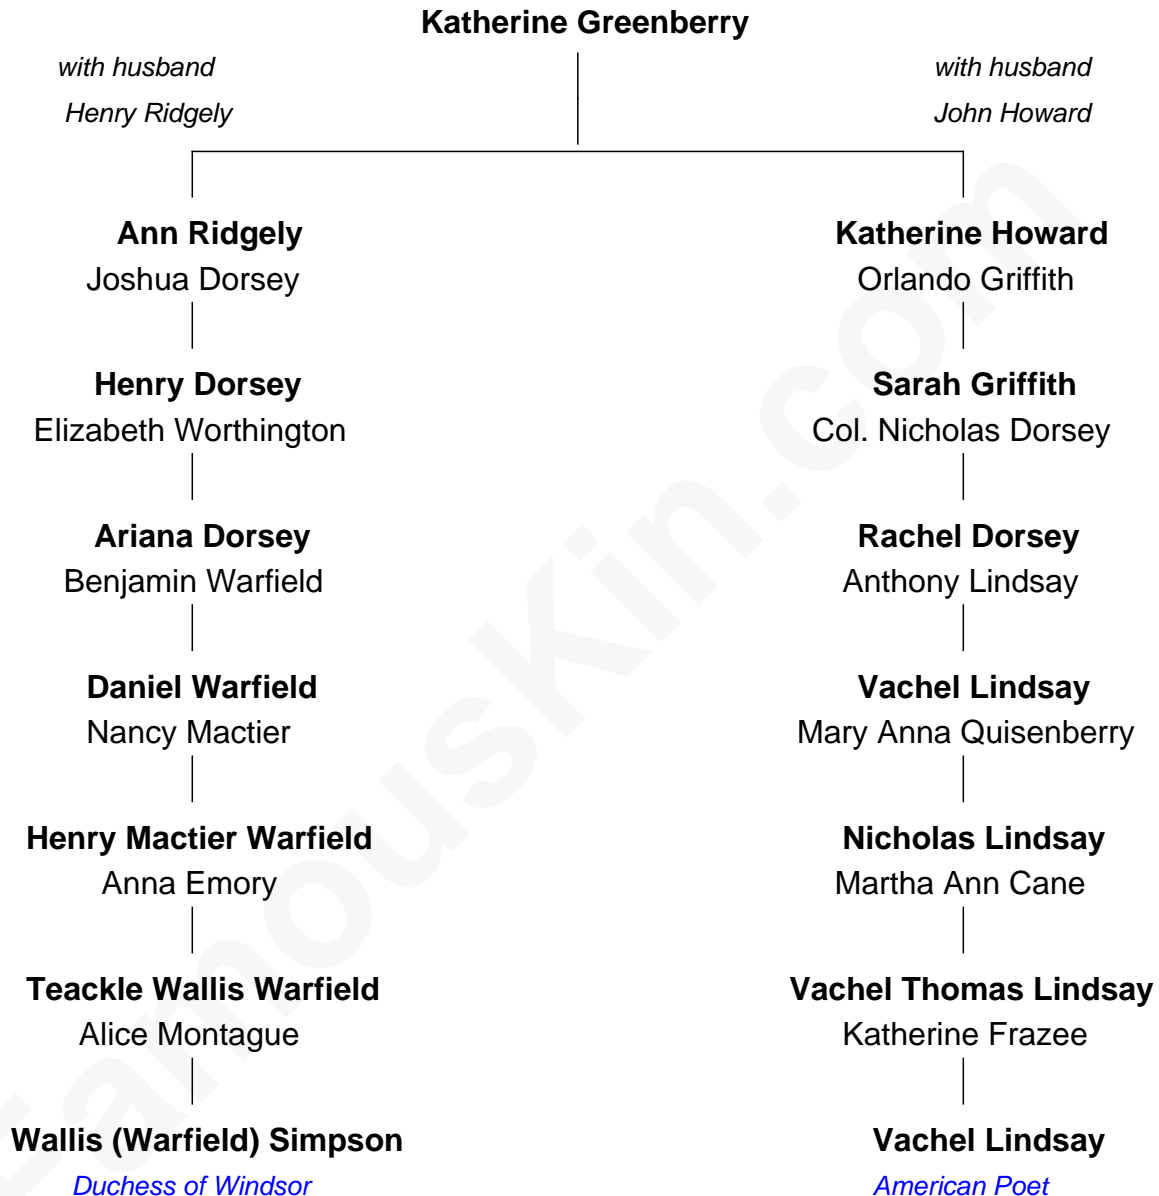 Katherine Greenberry
with husband
Henry Ridgely
with husband
John Howard
Ann Ridgely
Joshua Dorsey
Katherine Howard
Orlando Griffith
Henry Dorsey
Elizabeth Worthington
Sarah Griffith
Col. Nicholas Dorsey
Ariana Dorsey
Benjamin Warfield
Rachel Dorsey
Anthony Lindsay
Daniel Warfield
Nancy Mactier
Vachel Lindsay
Mary Anna Quisenberry
Henry Mactier Warfield
Anna Emory
Nicholas Lindsay
Martha Ann Cane
Teackle Wallis Warfield
Alice Montague
Vachel Thomas Lindsay
Katherine Frazee
Wallis (Warfield) Simpson
Duchess of Windsor
Vachel Lindsay
American Poet
FamousKin.com